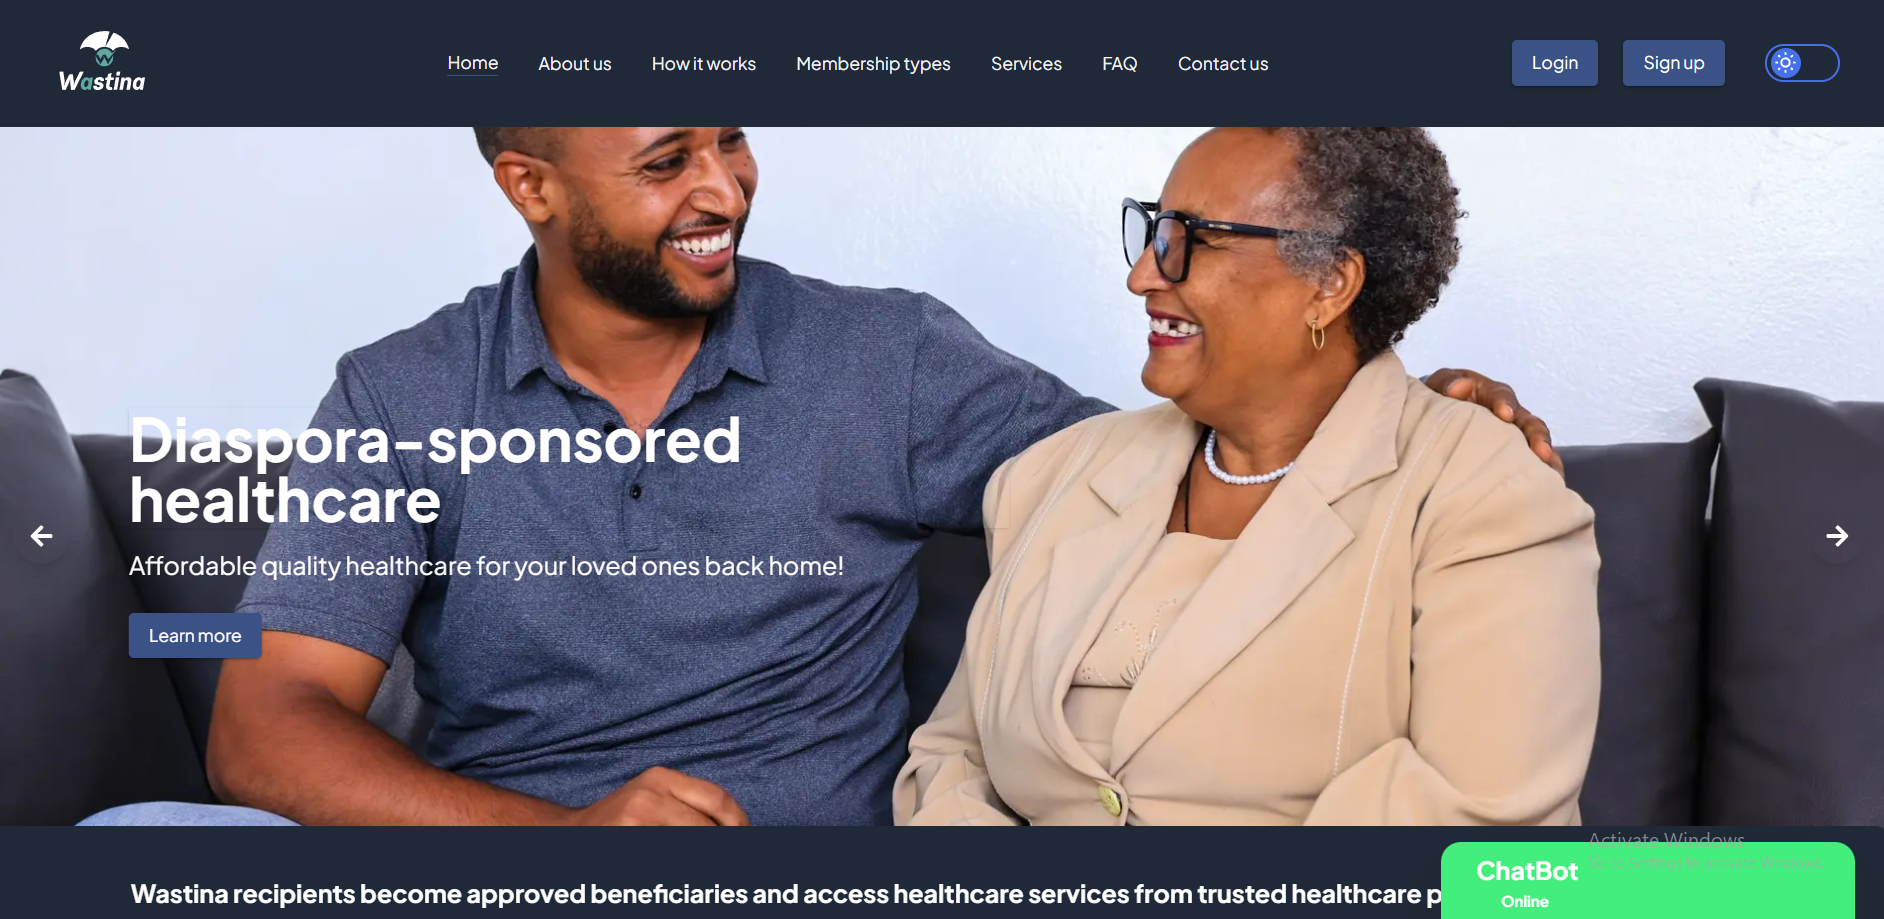 Wastina
Home About us How it works Membership types Services FAQ Contact us
Login Sign up
Diaspora-sponsored
healthcare
Affordable quality healthcare for your loved ones back home!
Learn more
Wastina recipients become approved beneficiaries and access healthcare services from trusted healthcare p
Activate Windows
Go to Settings to activate Windows.
ChatBot
Online